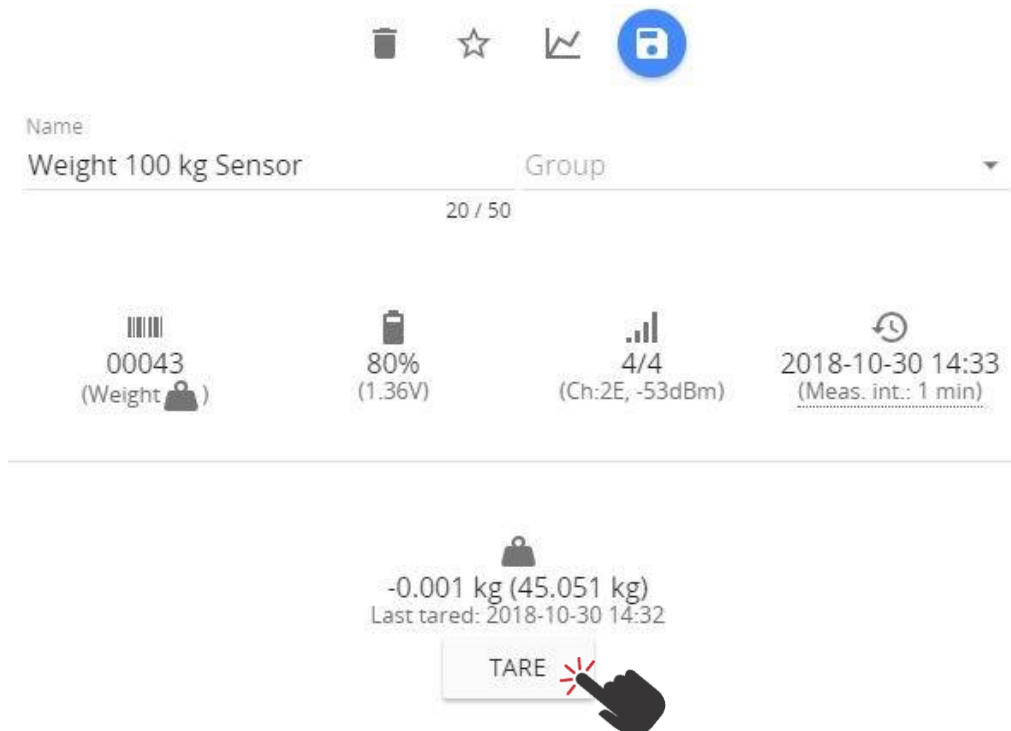 Name
Weight 100 kg Sensor
Group
20 / 50
00043
(Weight )
80%
(1.36V)
4/4
(Ch:2E, -53dBm)
2018-10-30 14:33
(Meas. int.: 1 min)
-0.001 kg (45.051 kg)
Last tared: 2018-10-30 14:32
TARE